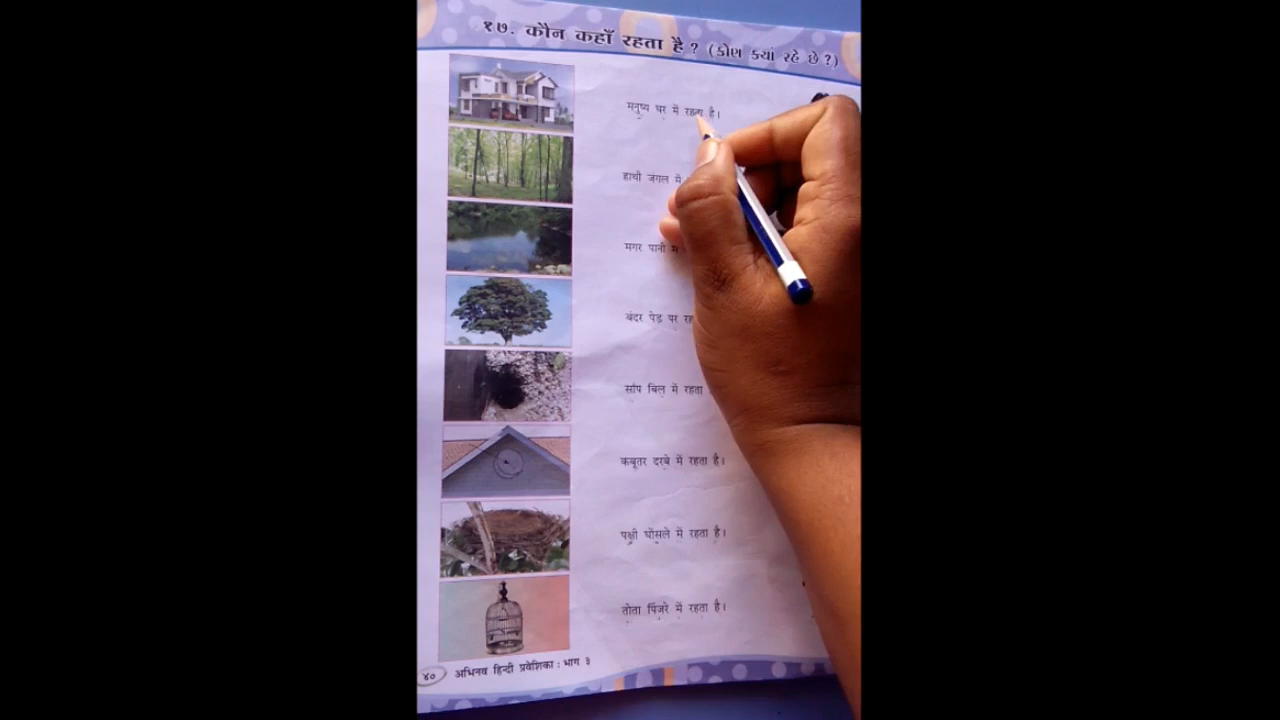 १७. कौन कहाँ रहता है ? (કોણ ક્યાં રહે છે ?)
मनुष्य घर में रहता है।
हाथी जंगल में
मगर पानी
बंदर पेड़ पर
साँप बिल में रहता
कबूतर दरबे में रहता है।
पक्षी घोंसले में रहता है।
तोता पिंजरे में रहता है।
४० अभिनव हिन्दी प्रवेशिका : भाग ३